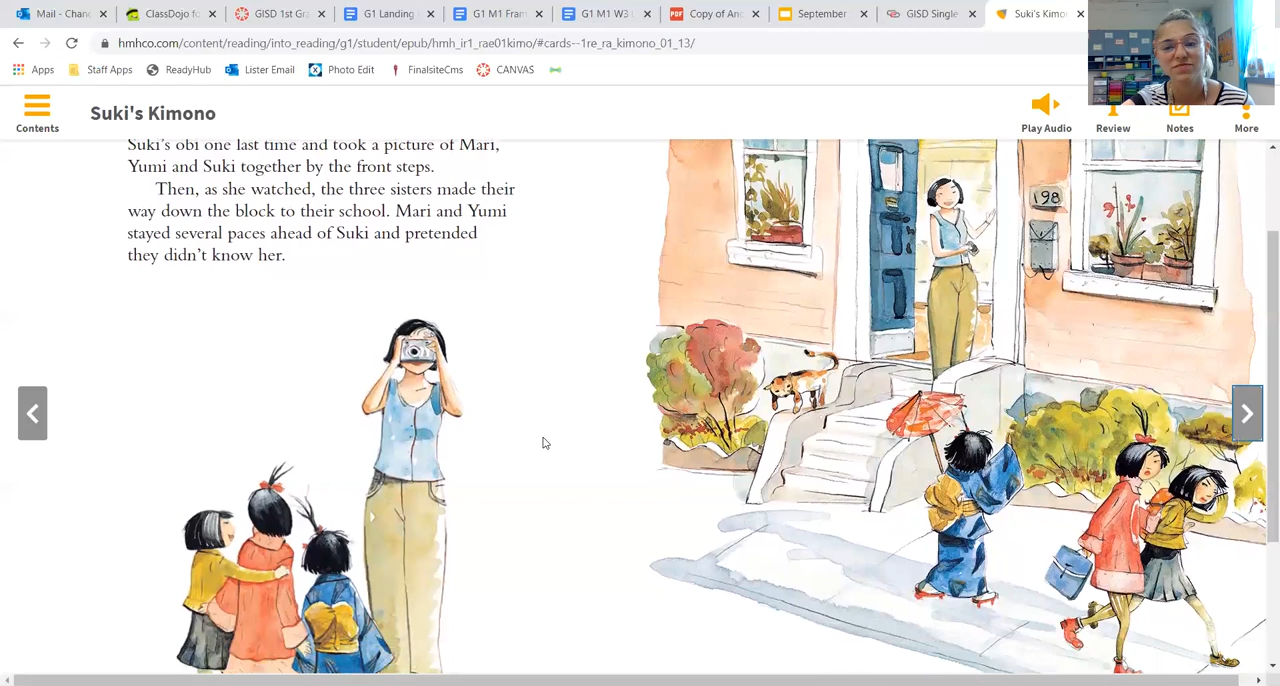 Mail - Chan
ClassDojo fo
GISD 1st Gra
G1 Landing
G1 M1 Fram
G1 M1 W3 L
Copy of Anc
September
GISD Single
Suki's Kimo
hmhco.com/content/reading/into_reading/g1/student/epub/hmh_ir1_rae01kimo/#cards--1re_ra_kimono_01_13/
Apps
Staff Apps
ReadyHub
Lister Email
Photo Edit
FinalsiteCms
CANVAS
Contents
Suki's Kimono
Play Audio
Review
Notes
More
Suki's obi one last time and took a picture of Mari,
Yumi and Suki together by the front steps.
Then, as she watched, the three sisters made their
way down the block to their school. Mari and Yumi
stayed several paces ahead of Suki and pretended
they didn't know her.
198